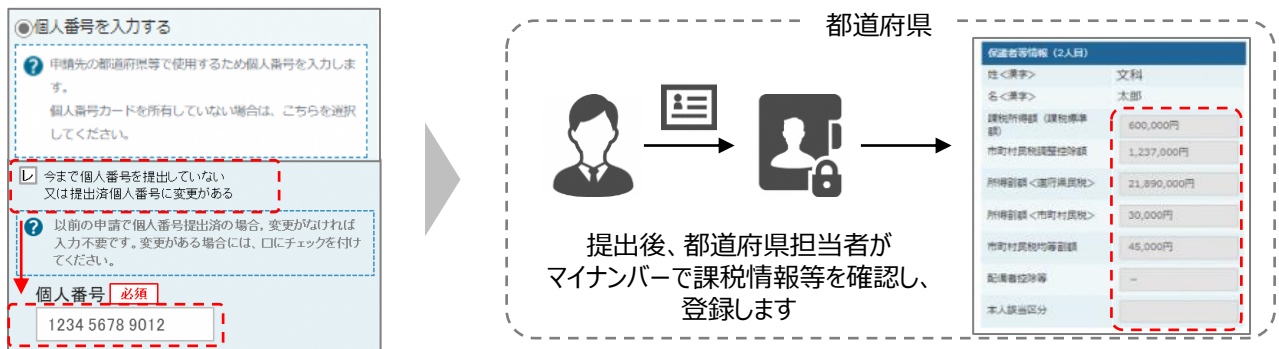 個人番号を入力する
申請先の都道府県等で使用するため個人番号を入力しま
す。
個人番号カードを所有していない場合は、こちらを選択
してください。
今まで個人番号を提出していない
又は提出済個人番号に変更がある
以前の申請で個人番号提出済の場合，変更がなければ
入力不要です。変更がある場合には、口にチェックを付け
てください。
個人番号 必須
1234 5678 9012
都道府県
提出後、都道府県担当者が
マイナンバーで課税情報等を確認し、
登録します
保護者等情報（2人目）
姓<漢字> 文科
名<漢字> 太郎
課税所得額（課税標準
額） 600,000円
市町村民税調整控除額 1,237,000円
所得割額<道府県民税> 21,890,000円
所得割額<市町村民税> 30,000円
市町村民税均等割額 45,000円
配偶者控除等 －
本人該当区分